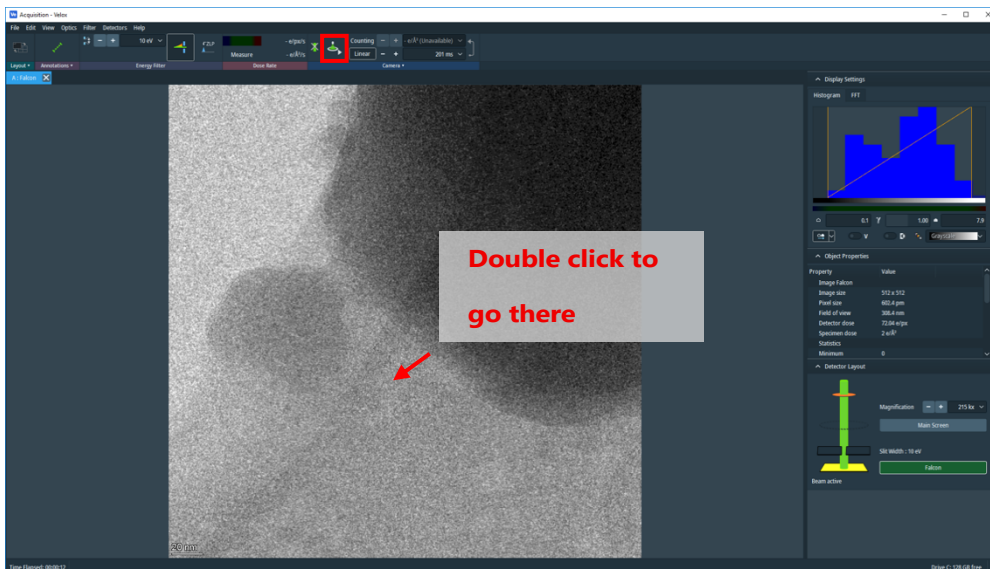 Acquisition - Velox
File Edit View Optics Filter Detectors Help
10 eV
Measure
- e/px/s
- e/Å²/s
Counting - + - e/Å² (Unavailable)
Linear - + 201 ms
Layout Annotations Energy Filter Dose Rate Camera
A : Falcon
Display Settings
Histogram FFT
0.1 1.00 7.9
Grayscale
Object Properties
Property Value
Image Falcon
Image size 512 x 512
Pixel size 602.4 pm
Field of view 308.4 nm
Detector dose 72.04 e/px
Specimen dose 2 e/Å²
Statistics
Minimum 0
Detector Layout
Magnification - + 215 kx
Main Screen
Slit Width : 10 eV
Falcon
Beam active
Double click to
go there
20 nm
Time Elapsed: 00:00:12
Drive C: 128 GB free